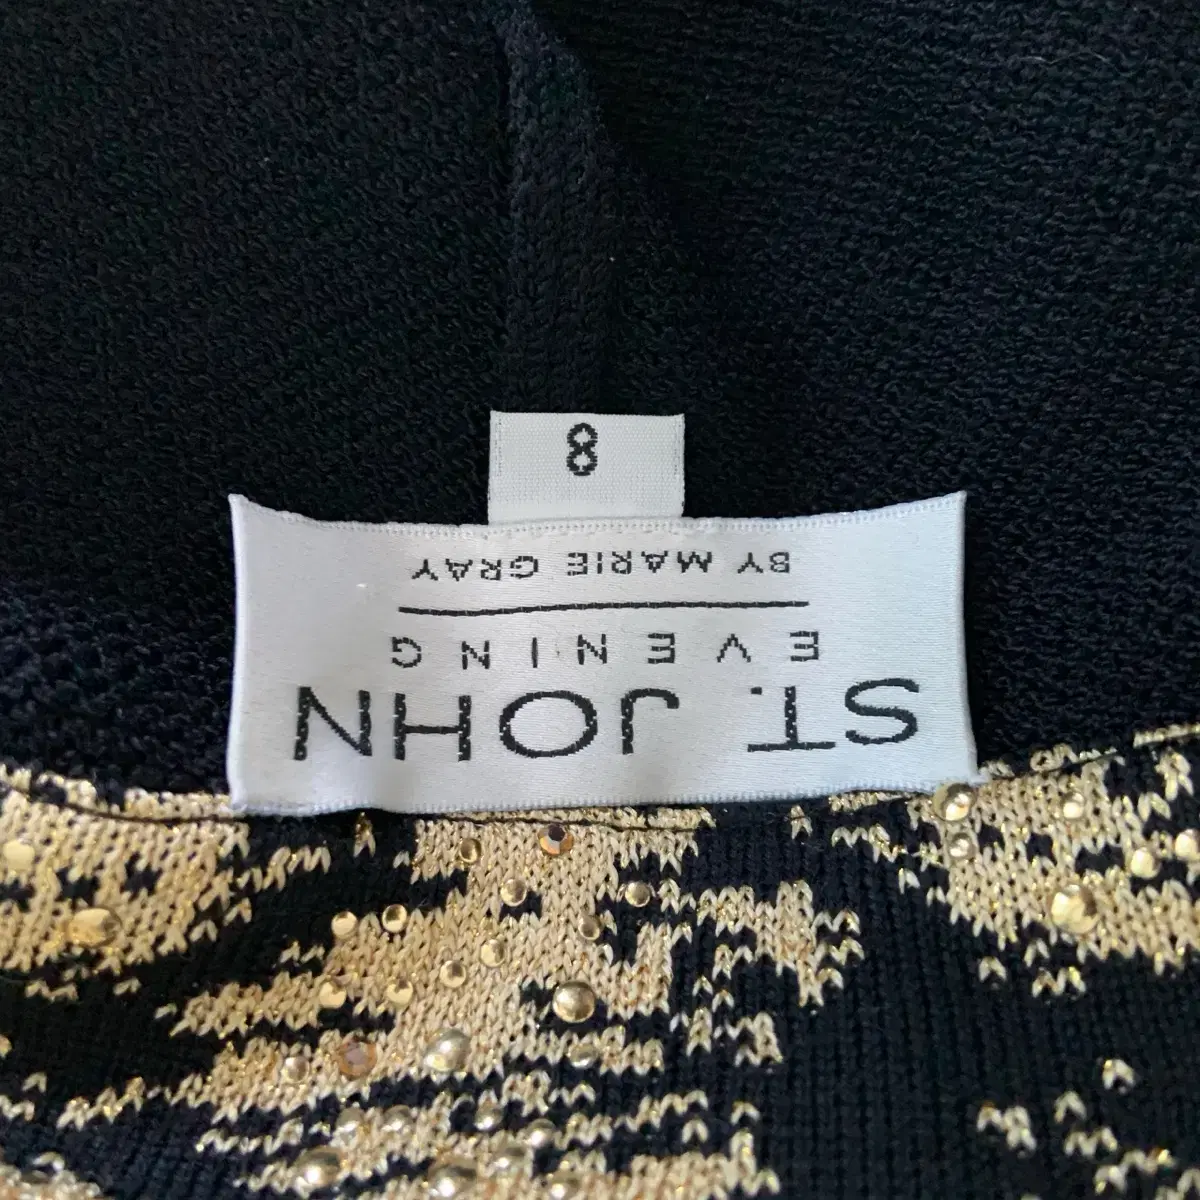 ST. JOHN
EVENING
BY MARIE GRAY
8